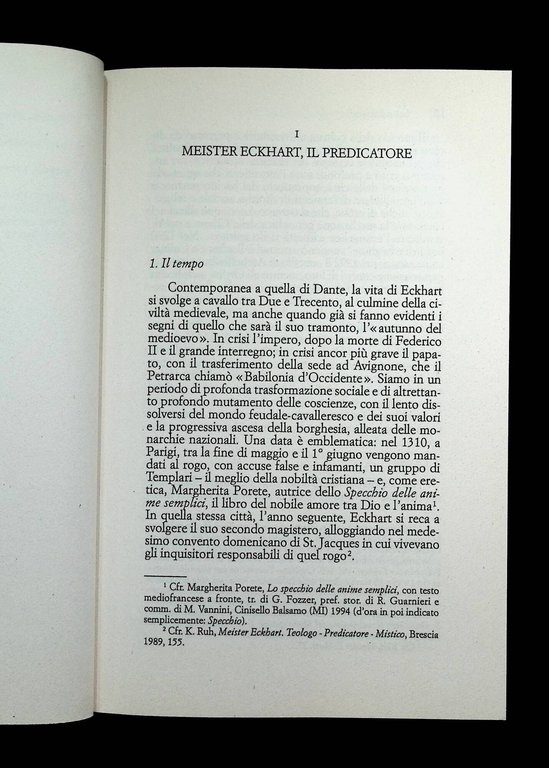 I
MEISTER ECKHART, IL PREDICATORE
1. Il tempo
Contemporanea a quella di Dante, la vita di Eckhart
si svolge a cavallo tra Due e Trecento, al culmine della ci-
viltà medievale, ma anche quando già si fanno evidenti i
segni di quello che sarà il suo tramonto, l'«autunno del
medioevo». In crisi l'impero, dopo la morte di Federico
II e il grande interregno; in crisi ancor più grave il papa-
to, con il trasferimento della sede ad Avignone, che il
Petrarca chiamò «Babilonia d'Occidente». Siamo in un
periodo di profonda trasformazione sociale e di altrettan-
to profondo mutamento delle coscienze, con il lento dis-
solversi del mondo feudale-cavalleresco e dei suoi valori
e la progressiva ascesa della borghesia, alleata delle mo-
narchie nazionali. Una data è emblematica: nel 1310, a
Parigi, tra la fine di maggio e il 1° giugno vengono man-
dati al rogo, con accuse false e infamanti, un gruppo di
Templari – il meglio della nobiltà cristiana – e, come ere-
tica, Margherita Porete, autrice dello Specchio delle ani-
me semplici, il libro del nobile amore tra Dio e l'anima¹.
In quella stessa città, l'anno seguente, Eckhart si reca a
svolgere il suo secondo magistero, alloggiando nel mede-
simo convento domenicano di St. Jacques in cui vivevano
gli inquisitori responsabili di quel rogo².
¹ Cfr. Margherita Porete, Lo specchio delle anime semplici, con testo
mediofrancese a fronte, tr. di G. Fozzer, pref. stor. di R. Guarnieri e
comm. di M. Vannini, Cinisello Balsamo (MI) 1994 (d'ora in poi indicato
semplicemente: Specchio).
² Cfr. K. Ruh, Meister Eckhart. Teologo - Predicatore - Mistico, Brescia
1989, 155.